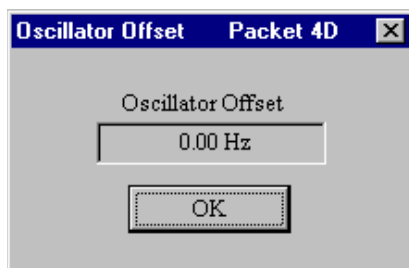 Oscillator Offset Packet 4D
Oscillator Offset
0.00 Hz
OK